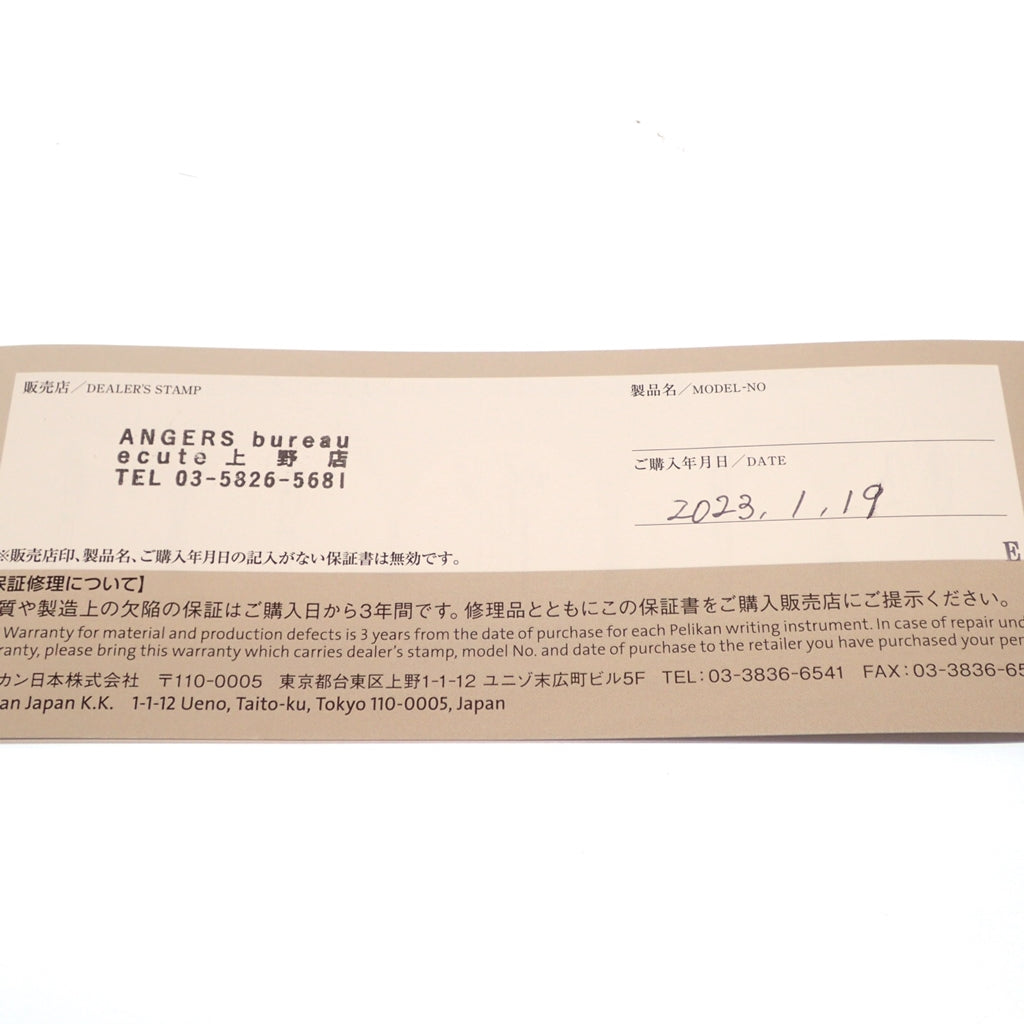 販売店／DEALER'S STAMP
ANGERS bureau
ecute 上野店
TEL 03-5826-5681
製品名／MODEL-NO
ご購入年月日／DATE
2023. 1. 19
※販売店印、製品名、ご購入年月日の記入がない保証書は無効です。
E
保証修理について】
質や製造上の欠陥の保証はご購入日から3年間です。修理品とともにこの保証書をご購入販売店にご提示ください。
Warranty for material and production defects is 3 years from the date of purchase for each Pelikan writing instrument. In case of repair und
ranty, please bring this warranty which carries dealer's stamp, model No. and date of purchase to the retailer you have purchased your pen
カン日本株式会社　〒110-0005　東京都台東区上野1-1-12 ユニゾ末広町ビル5F　TEL：03-3836-6541　FAX：03-3836-65
an Japan K.K.　1-1-12 Ueno, Taito-ku, Tokyo 110-0005, Japan